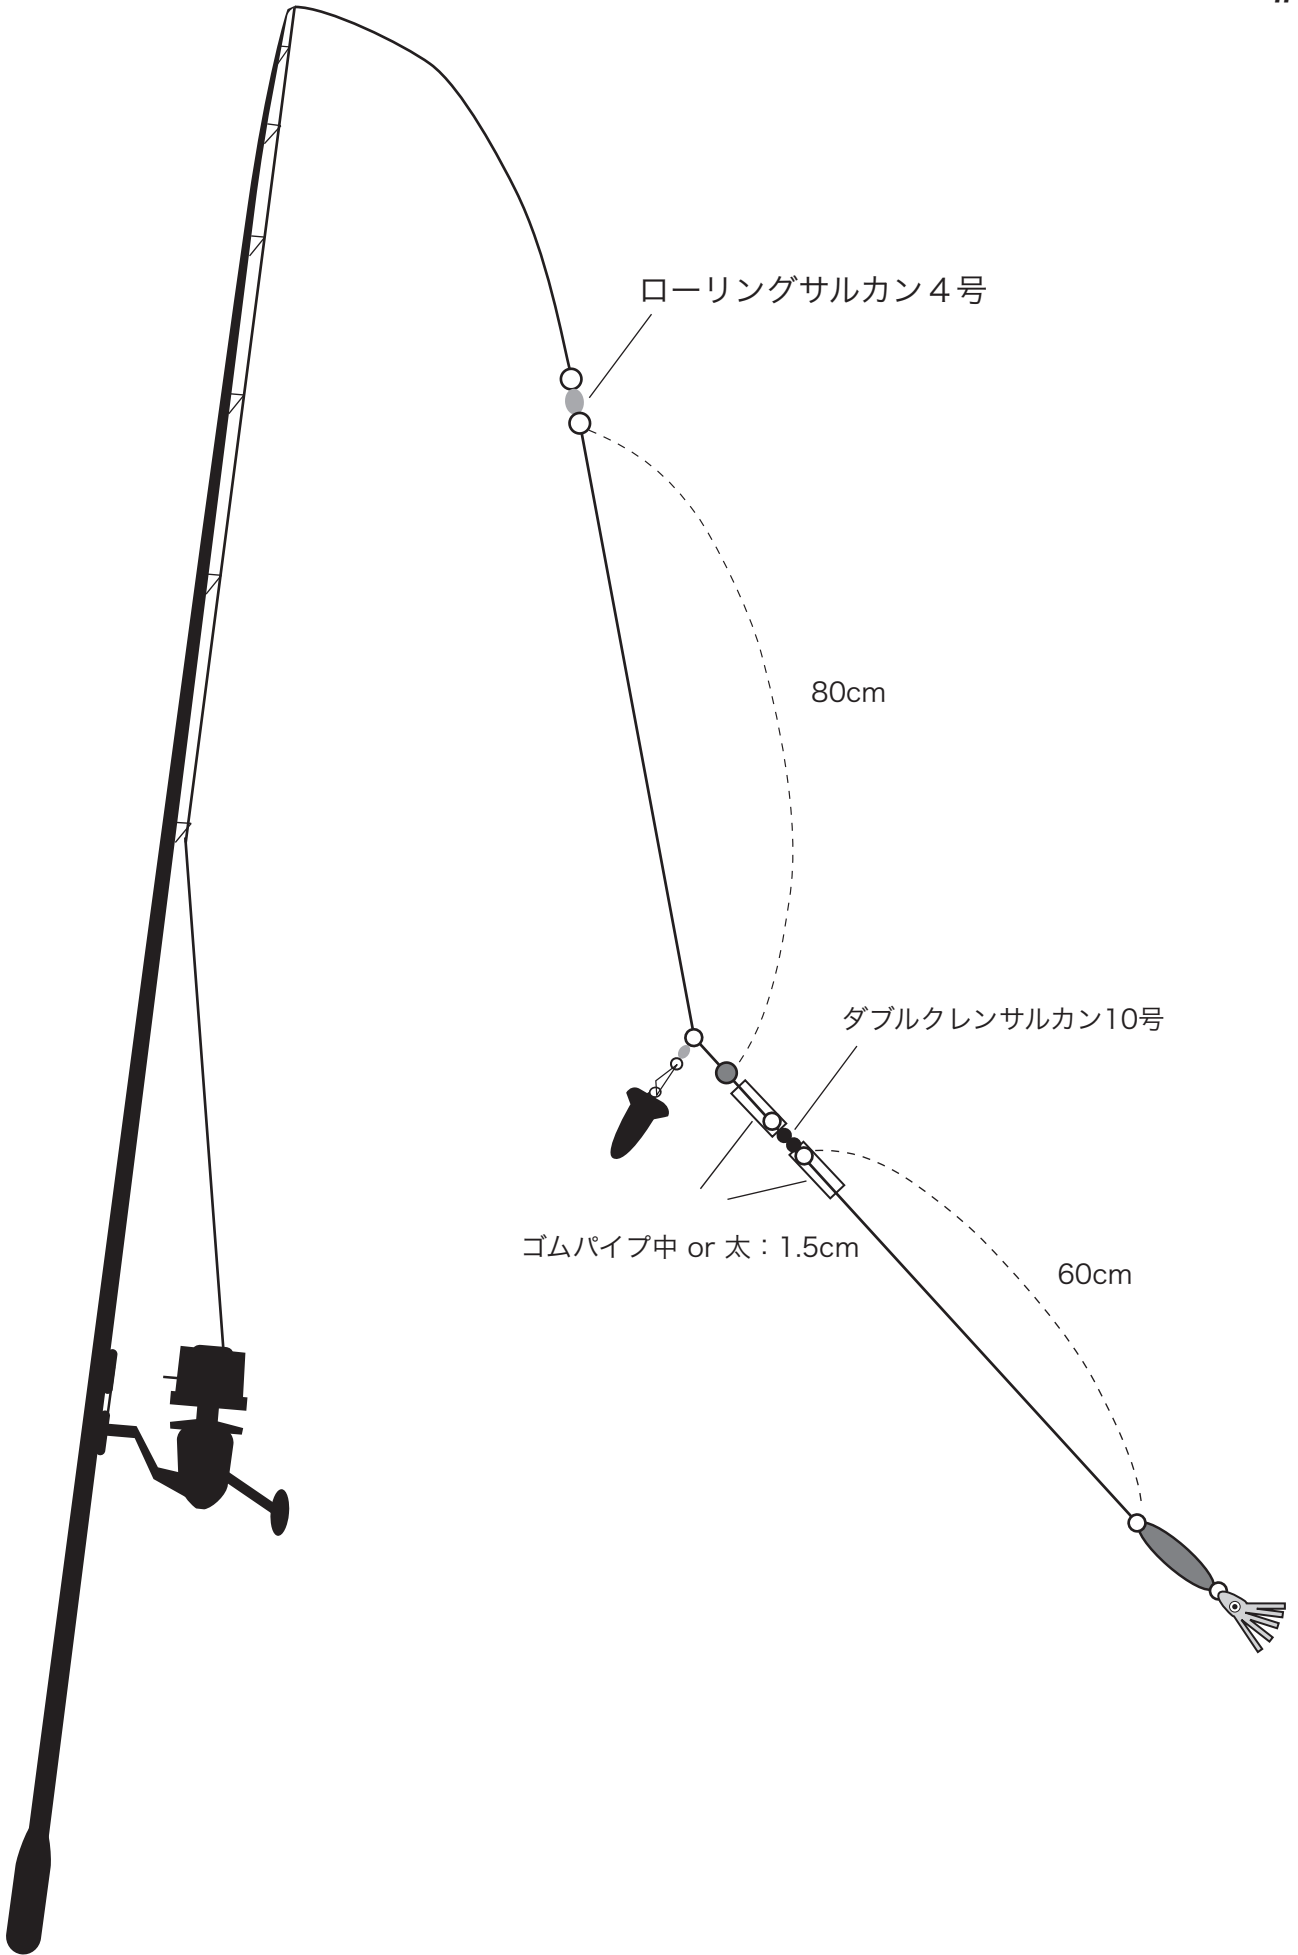 ローリングサルカン４号
80cm
ダブルクレンサルカン10号
ゴムパイプ中 or 太：1.5cm
60cm